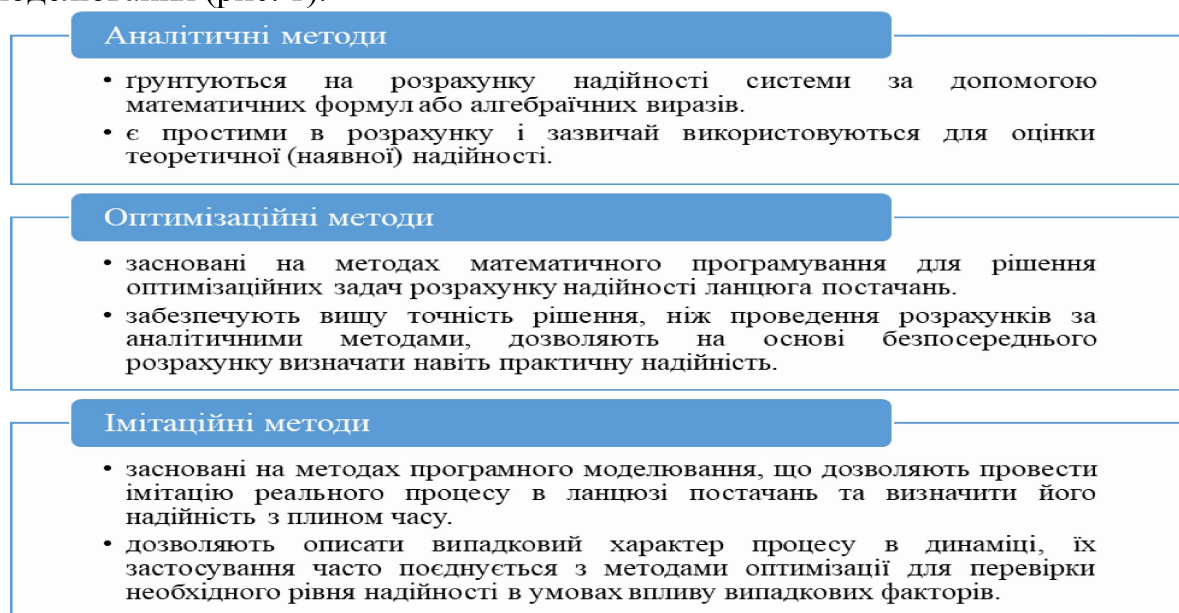 (рис. 1).
Аналітичні методи
• ґрунтуються на розрахунку надійності системи за допомогою
математичних формул або алгебраїчних виразів.
• є простими в розрахунку і зазвичай використовуються для оцінки
теоретичної (наявної) надійності.
Оптимізаційні методи
• засновані на методах математичного програмування для рішення
оптимізаційних задач розрахунку надійності ланцюга постачань.
• забезпечують вищу точність рішення, ніж проведення розрахунків за
аналітичними методами, дозволяють на основі безпосереднього
розрахунку визначати навіть практичну надійність.
Імітаційні методи
• засновані на методах програмного моделювання, що дозволяють провести
імітацію реального процесу в ланцюзі постачань та визначити його
надійність з плином часу.
• дозволяють описати випадковий характер процесу в динаміці, їх
застосування часто поєднується з методами оптимізації для перевірки
необхідного рівня надійності в умовах впливу випадкових факторів.